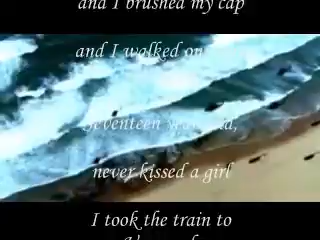 and I brushed my cap
and I walked on
Seventeen
never kissed a girl
I took the train to